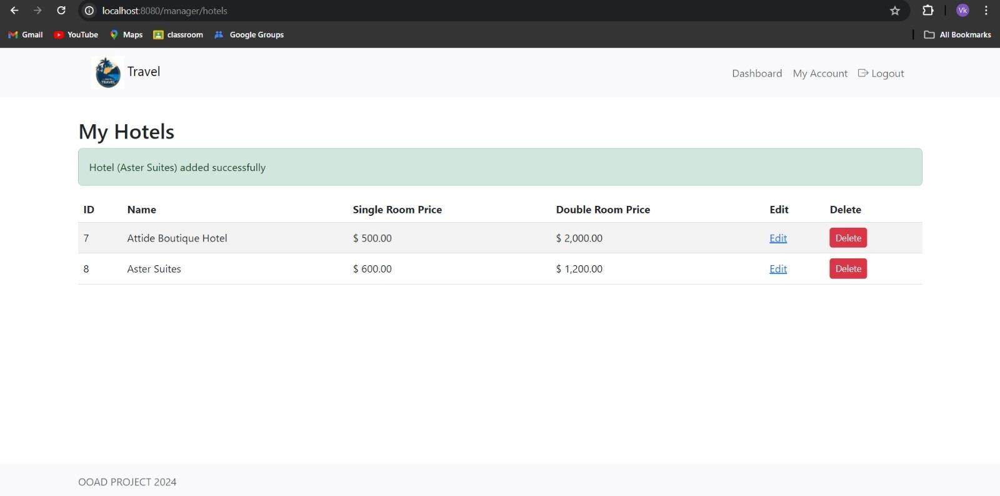 localhost:8080/manager/hotels
Vk
Gmail YouTube Maps classroom Google Groups All Bookmarks
TRAVEL
Travel Dashboard My Account Logout
My Hotels
Hotel (Aster Suites) added successfully
ID Name Single Room Price Double Room Price Edit Delete
7 Attide Boutique Hotel $ 500.00 $ 2,000.00 Edit Delete
8 Aster Suites $ 600.00 $ 1,200.00 Edit Delete
OOAD PROJECT 2024